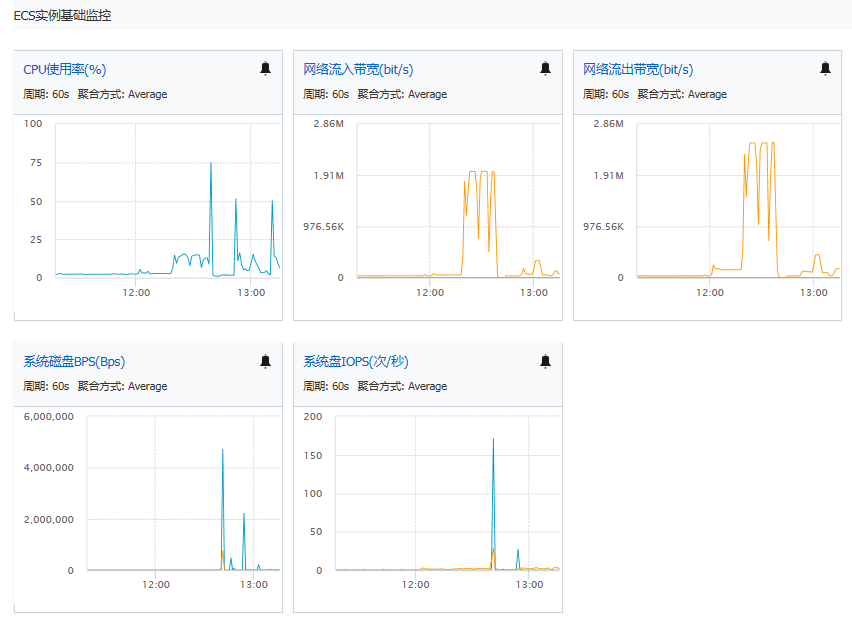 ECS实例基础监控
CPU使用率(%)
周期: 60s 聚合方式: Average
100
75
50
25
0
12:00 13:00
网络流入带宽(bit/s)
周期: 60s 聚合方式: Average
2.86M
1.91M
976.56K
0
12:00 13:00
网络流出带宽(bit/s)
周期: 60s 聚合方式: Average
2.86M
1.91M
976.56K
0
12:00 13:00
系统磁盘BPS(Bps)
周期: 60s 聚合方式: Average
6,000,000
4,000,000
2,000,000
0
12:00 13:00
系统盘IOPS(次/秒)
周期: 60s 聚合方式: Average
200
150
100
50
0
12:00 13:00